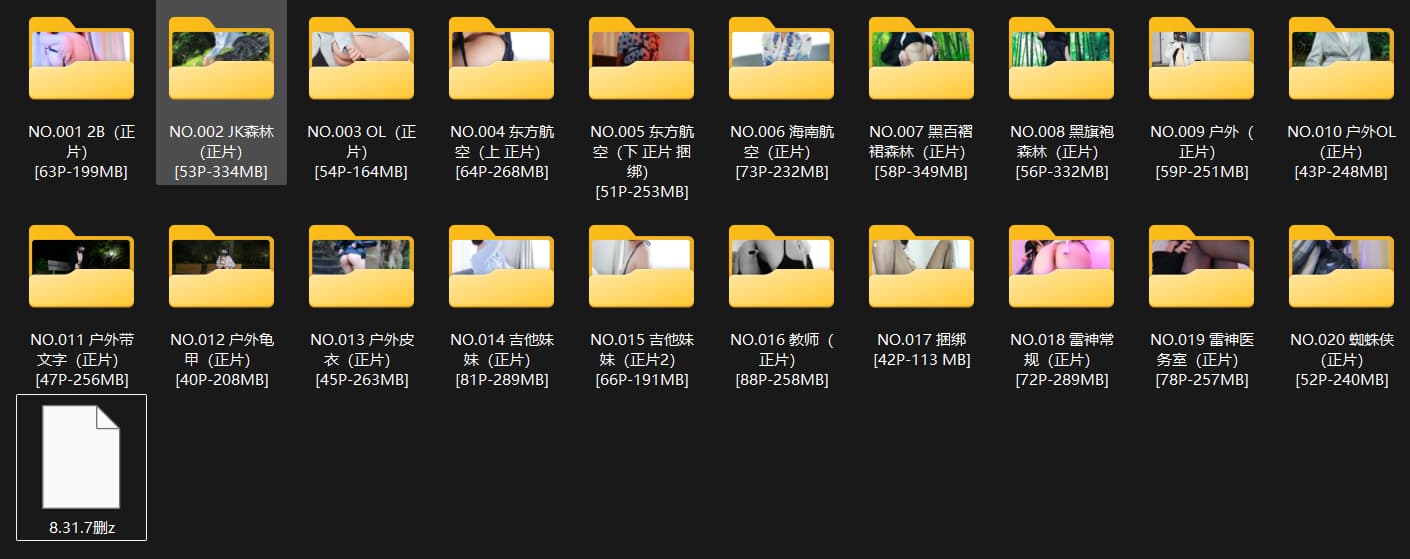 NO.001 2B（正
片）
[63P-199MB]
NO.002 JK森林
（正片）
[53P-334MB]
NO.003 OL（正
片）
[54P-164MB]
NO.004 东方航
空（上 正片）
[64P-268MB]
NO.005 东方航
空（下 正片 捆
绑）
[51P-253MB]
NO.006 海南航
空（正片）
[73P-232MB]
NO.007 黑百褶
裙森林（正片）
[58P-349MB]
NO.008 黑旗袍
森林（正片）
[56P-332MB]
NO.009 户外（
正片）
[59P-251MB]
NO.010 户外OL
（正片）
[43P-248MB]
NO.011 户外带
文字（正片）
[47P-256MB]
NO.012 户外龟
甲（正片）
[40P-208MB]
NO.013 户外皮
衣（正片）
[45P-263MB]
NO.014 吉他妹
妹（正片）
[81P-289MB]
NO.015 吉他妹
妹（正片2）
[66P-191MB]
NO.016 教师（
正片）
[88P-258MB]
NO.017 捆绑
[42P-113 MB]
NO.018 雷神常
规（正片）
[72P-289MB]
NO.019 雷神医
务室（正片）
[78P-257MB]
NO.020 蜘蛛侠
（正片）
[52P-240MB]
8.31.7删z